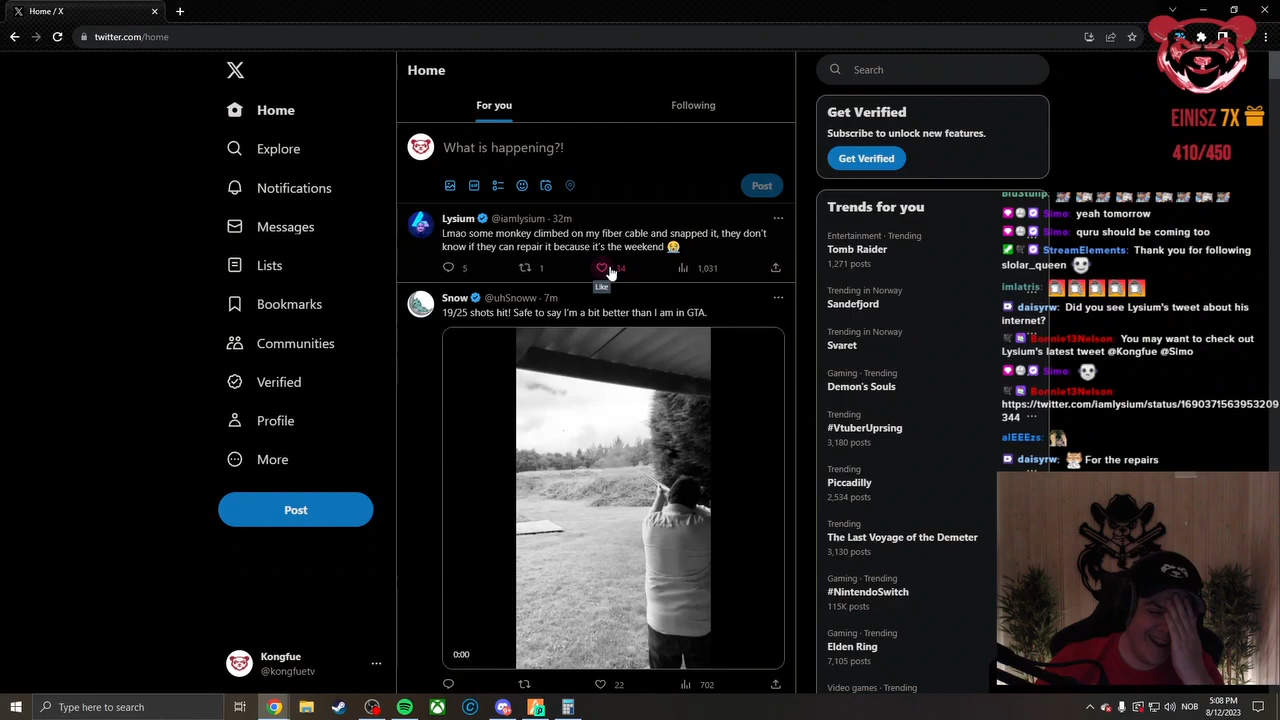 Home / X
twitter.com/home
Home
Explore
Notifications
Messages
Lists
Bookmarks
Communities
Verified
Profile
More
Post
Kongfue
@kongfuetv
Home
For you
Following
What is happening?!
Post
Lysium @iamlysium · 32m
Lmao some monkey climbed on my fiber cable and snapped it, they don't
know if they can repair it because it's the weekend 😭
5
1
34
1,031
Like
Snow @uhSnoww · 7m
19/25 shots hit! Safe to say I'm a bit better than I am in GTA.
0:00
22
702
Search
Get Verified
Subscribe to unlock new features.
Get Verified
Trends for you
Entertainment · Trending
Tomb Raider
1,271 posts
Trending in Norway
Sandefjord
Trending in Norway
Svaret
Gaming · Trending
Demon's Souls
Trending
#VtuberUprsing
3,180 posts
Trending
Piccadilly
2,534 posts
Trending
The Last Voyage of the Demeter
3,130 posts
Gaming · Trending
#NintendoSwitch
115K posts
Gaming · Trending
Elden Ring
7,105 posts
Video games · Trending
EINISZ 7X
410/450
Simo: yeah tomorrow
Simo: quru should be coming too
StreamElements: Thank you for following
slolar_queen
imlatris:
daisyrw: Did you see Lysium's tweet about his
internet?
Bonnie13Nelson: You may want to check out
Lysium's latest tweet @Kongfue @Simo
Simo:
Bonnie13Nelson:
https://twitter.com/iamlysium/status/1690371563953209
344
alEEEzs:
daisyrw: For the repairs
Type here to search
NOB
5:08 PM
8/12/2023